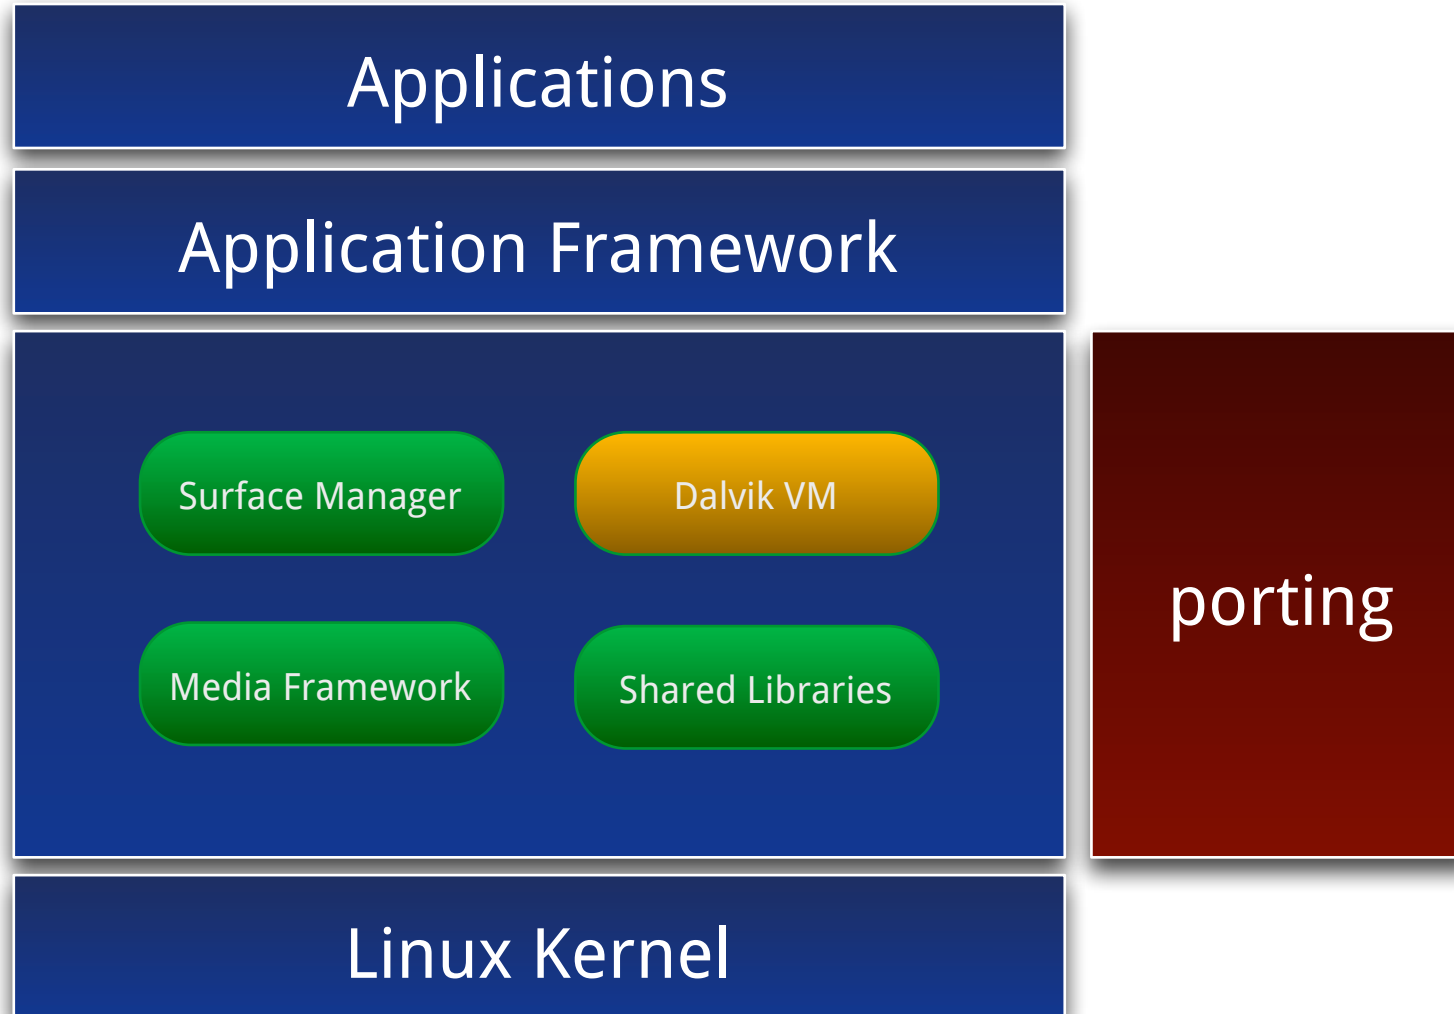 Applications
Application Framework
Surface Manager
Dalvik VM
Media Framework
Shared Libraries
porting
Linux Kernel